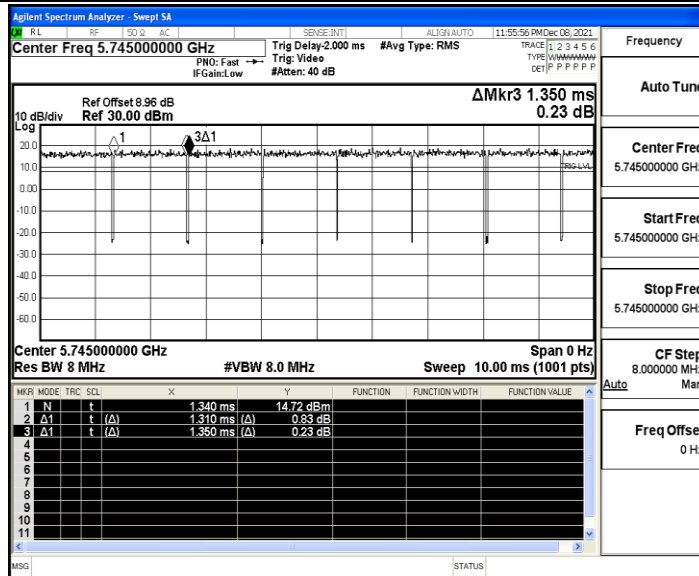 Agilent Spectrum Analyzer - Swept SA
RL RF 50 Ω AC SENSE:INT ALIGN AUTO 11:55:56 PM Dec 08, 2021
Center Freq 5.745000000 GHz
PNO: Fast
IFGain:Low
Trig Delay-2.000 ms
Trig: Video
#Atten: 40 dB
#Avg Type: RMS
TRACE 1 2 3 4 5 6
TYPE WWWWWW
DET P P P P P P
ΔMkr3 1.350 ms
0.23 dB
Ref Offset 8.96 dB
10 dB/div Ref 30.00 dBm
Log
1
3Δ1
TRIG LVL
20.0
10.0
0.00
-10.0
-20.0
-30.0
-40.0
-50.0
-60.0
Center 5.745000000 GHz Span 0 Hz
Res BW 8 MHz #VBW 8.0 MHz Sweep 10.00 ms (1001 pts)
MKR MODE TRC SCL X Y FUNCTION FUNCTION WIDTH FUNCTION VALUE
1 N t 1.340 ms 14.72 dBm
2 Δ1 t (Δ) 1.310 ms (Δ) 0.83 dB
3 Δ1 t (Δ) 1.350 ms (Δ) 0.23 dB
4
5
6
7
8
9
10
11
MSG STATUS
Frequency
Auto Tune
Center Freq
5.745000000 GHz
Start Freq
5.745000000 GHz
Stop Freq
5.745000000 GHz
CF Step
8.000000 MHz
Auto Man
Freq Offset
0 Hz